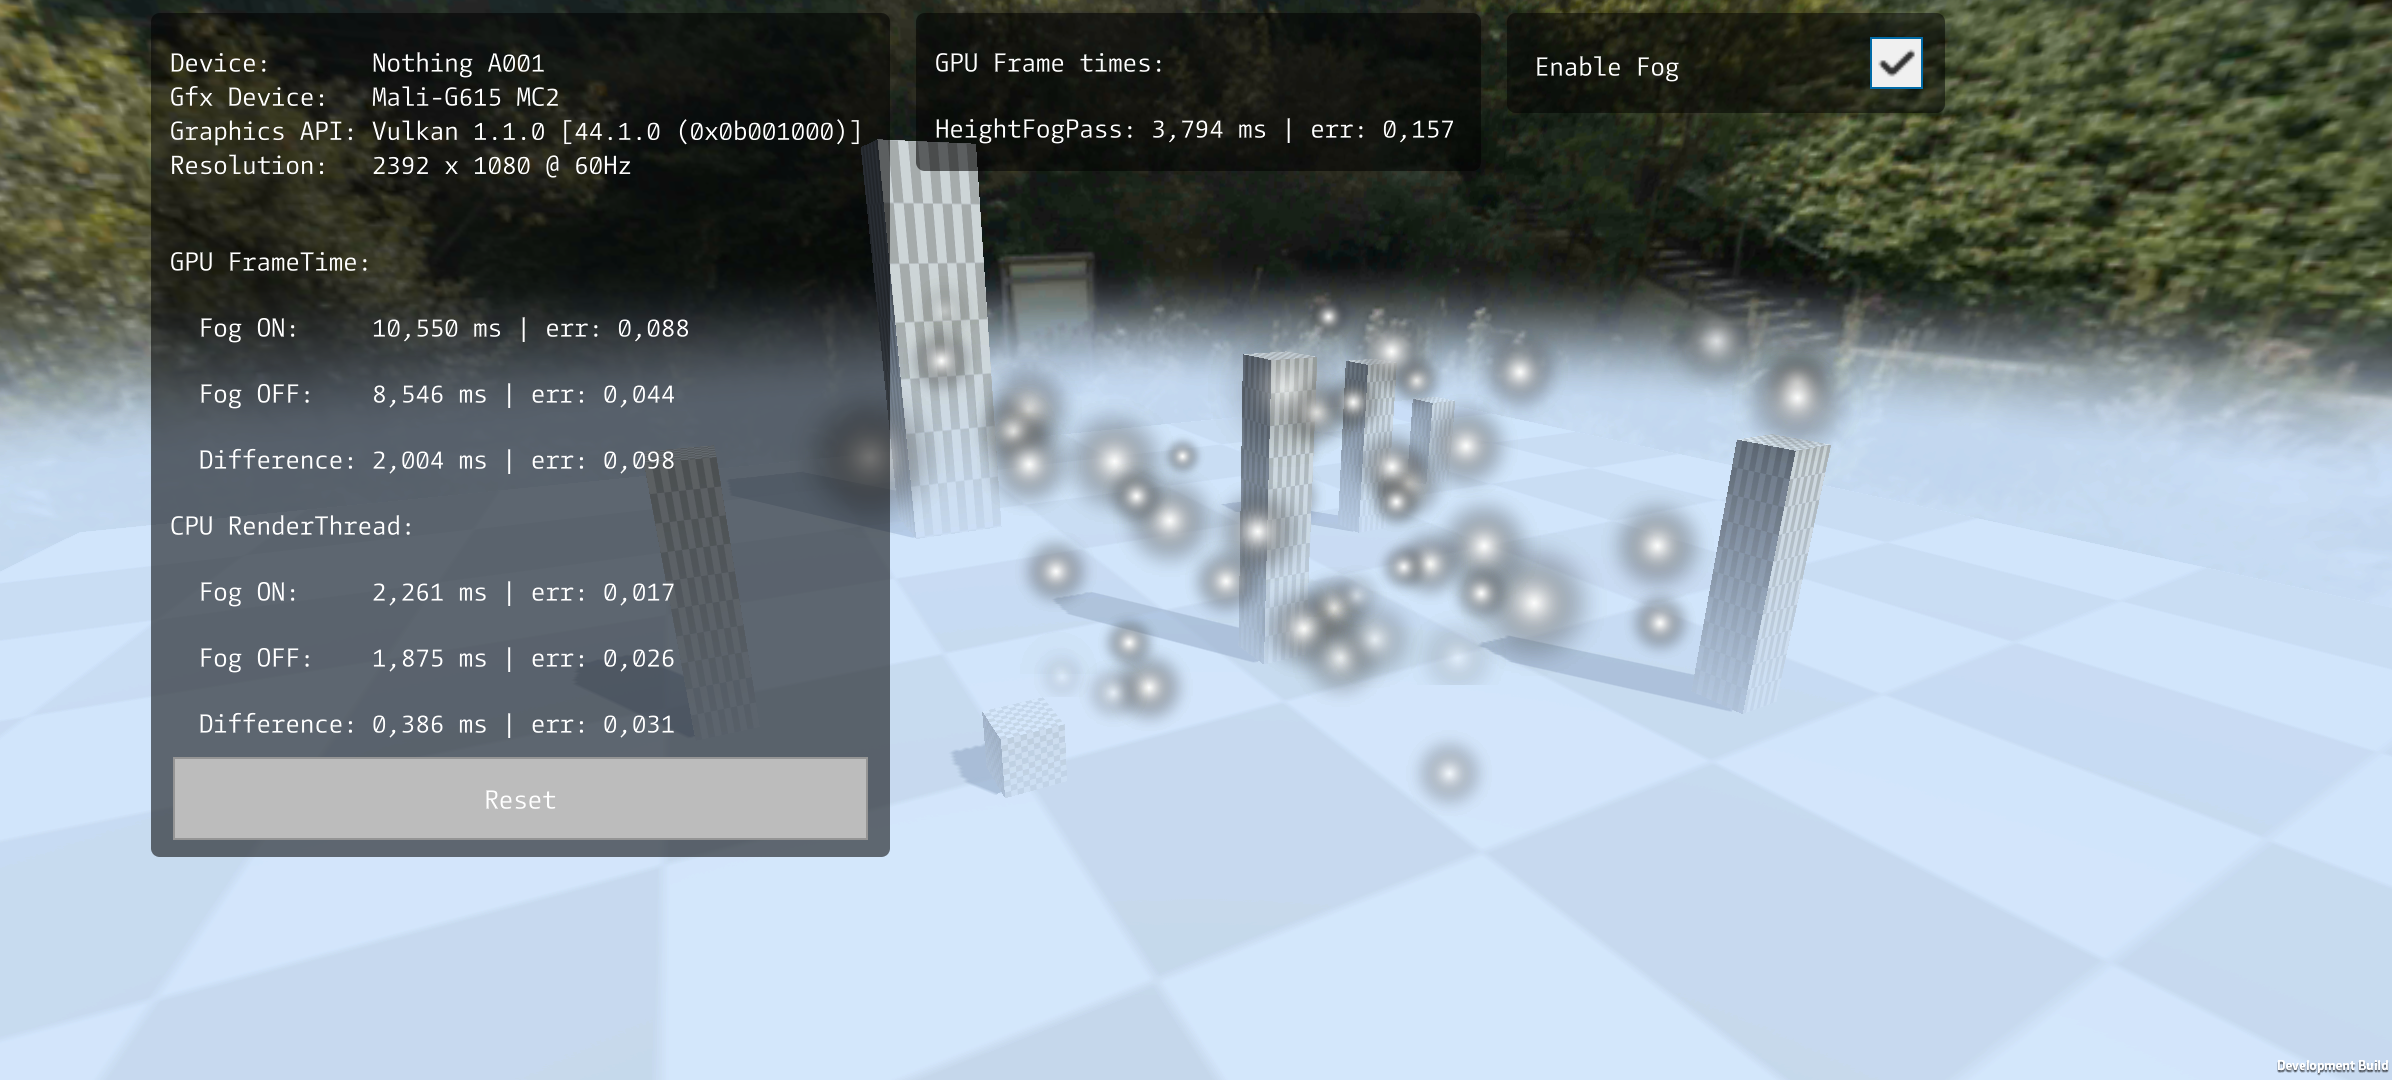 Device: Nothing A001
Gfx Device: Mali-G615 MC2
Graphics API: Vulkan 1.1.0 [44.1.0 (0x0b001000)]
Resolution: 2392 x 1080 @ 60Hz
GPU FrameTime:
Fog ON: 10,550 ms | err: 0,088
Fog OFF: 8,546 ms | err: 0,044
Difference: 2,004 ms | err: 0,098
CPU RenderThread:
Fog ON: 2,261 ms | err: 0,017
Fog OFF: 1,875 ms | err: 0,026
Difference: 0,386 ms | err: 0,031
Reset
GPU Frame times:
HeightFogPass: 3,794 ms | err: 0,157
Enable Fog
Development Build